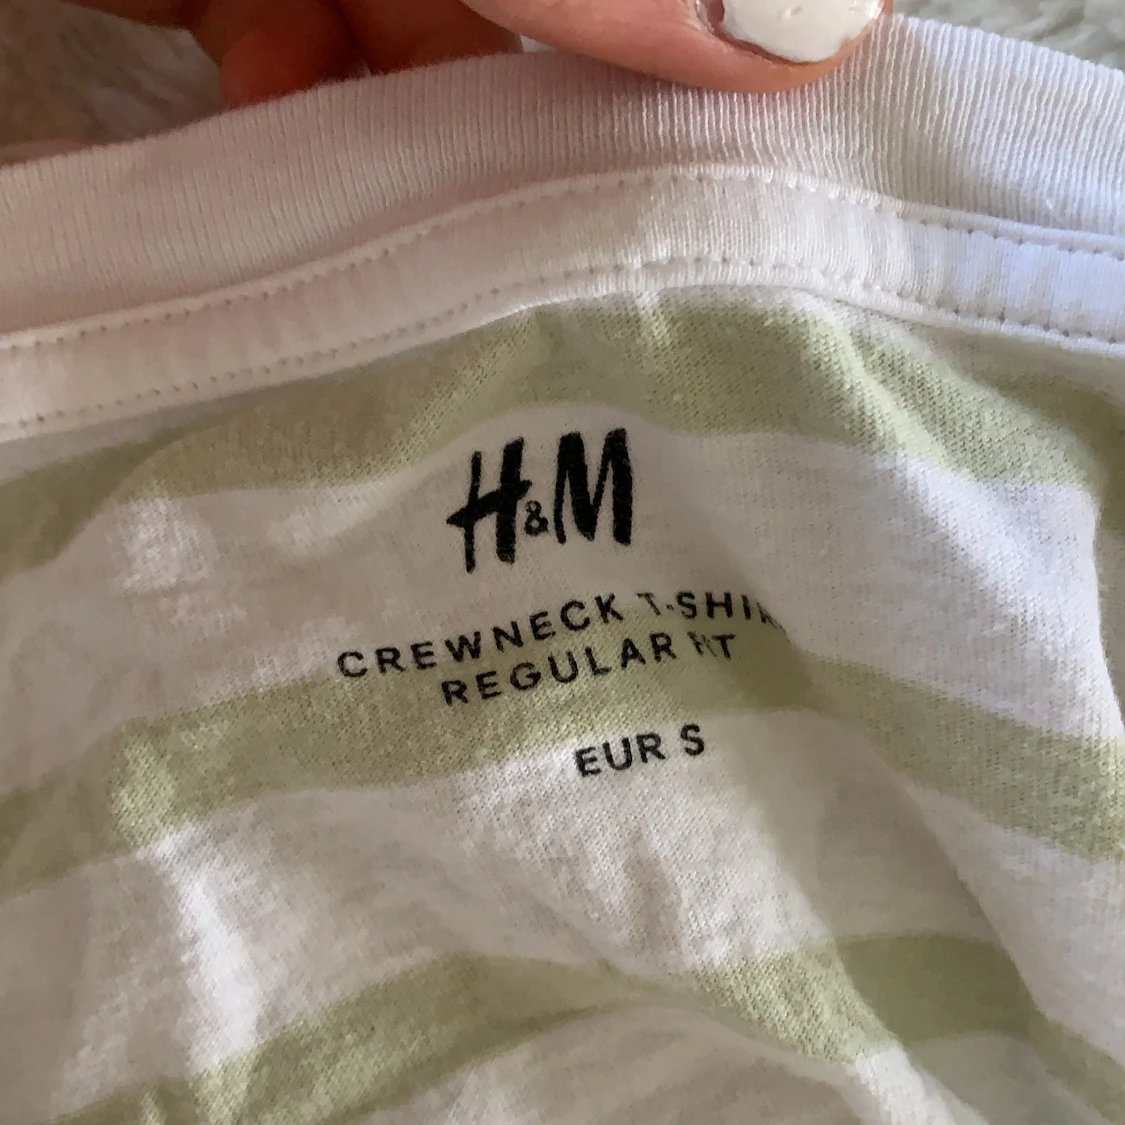 H&M
CREWNECK T-SHIRT
REGULAR FIT
EUR S